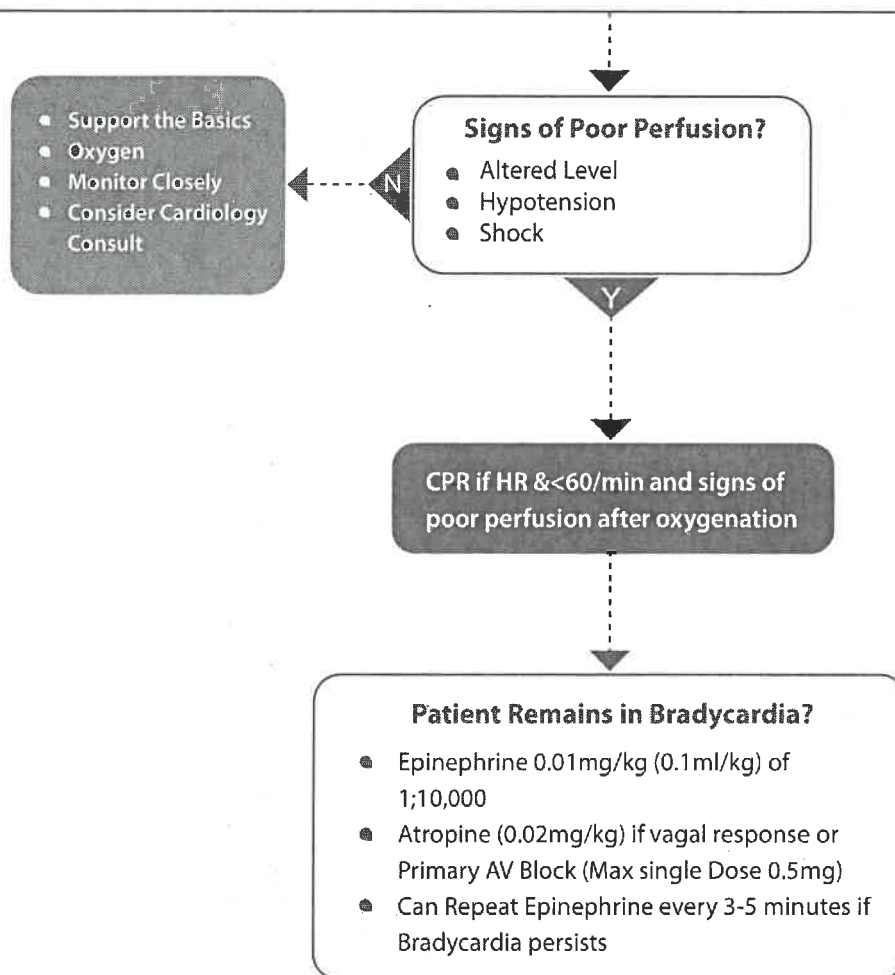 ● Support the Basics
● Oxygen
● Monitor Closely
● Consider Cardiology
Consult
N
Signs of Poor Perfusion?
● Altered Level
● Hypotension
● Shock
Y
CPR if HR &<60/min and signs of
poor perfusion after oxygenation
Patient Remains in Bradycardia?
● Epinephrine 0.01mg/kg (0.1ml/kg) of
1;10,000
● Atropine (0.02mg/kg) if vagal response or
Primary AV Block (Max single Dose 0.5mg)
● Can Repeat Epinephrine every 3-5 minutes if
Bradycardia persists